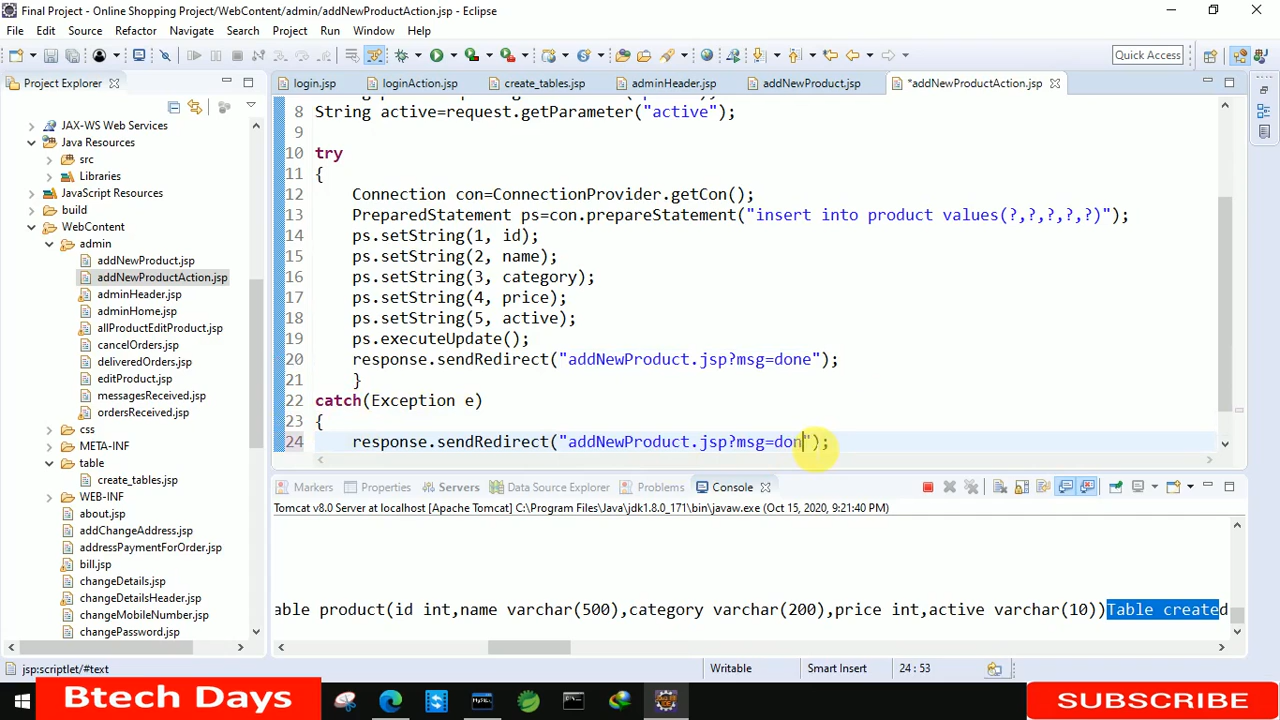 Final Project - Online Shopping Project/WebContent/admin/addNewProductAction.jsp - Eclipse
File Edit Source Refactor Navigate Search Project Run Window Help
Quick Access
Project Explorer
login.jsp loginAction.jsp create_tables.jsp adminHeader.jsp addNewProduct.jsp *addNewProductAction.jsp
JAX-WS Web Services
Java Resources
src
Libraries
JavaScript Resources
build
WebContent
admin
addNewProduct.jsp
addNewProductAction.jsp
adminHeader.jsp
adminHome.jsp
allProductEditProduct.jsp
cancelOrders.jsp
deliveredOrders.jsp
editProduct.jsp
messagesReceived.jsp
ordersReceived.jsp
css
META-INF
table
create_tables.jsp
WEB-INF
about.jsp
addChangeAddress.jsp
addressPaymentForOrder.jsp
bill.jsp
changeDetails.jsp
changeDetailsHeader.jsp
changeMobileNumber.jsp
changePassword.jsp
8 String active=request.getParameter("active");
9
10 try
11 {
12 Connection con=ConnectionProvider.getCon();
13 PreparedStatement ps=con.prepareStatement("insert into product values(?,?,?,?,?)");
14 ps.setString(1, id);
15 ps.setString(2, name);
16 ps.setString(3, category);
17 ps.setString(4, price);
18 ps.setString(5, active);
19 ps.executeUpdate();
20 response.sendRedirect("addNewProduct.jsp?msg=done");
21 }
22 catch(Exception e)
23 {
24 response.sendRedirect("addNewProduct.jsp?msg=don");
Markers Properties Servers Data Source Explorer Problems Console
Tomcat v8.0 Server at localhost [Apache Tomcat] C:\Program Files\Java\jdk1.8.0_171\bin\javaw.exe (Oct 15, 2020, 9:21:40 PM)
able product(id int,name varchar(500),category varchar(200),price int,active varchar(10))Table created
jsp:scriptlet/#text Writable Smart Insert 24 : 53
Btech Days
SUBSCRIBE